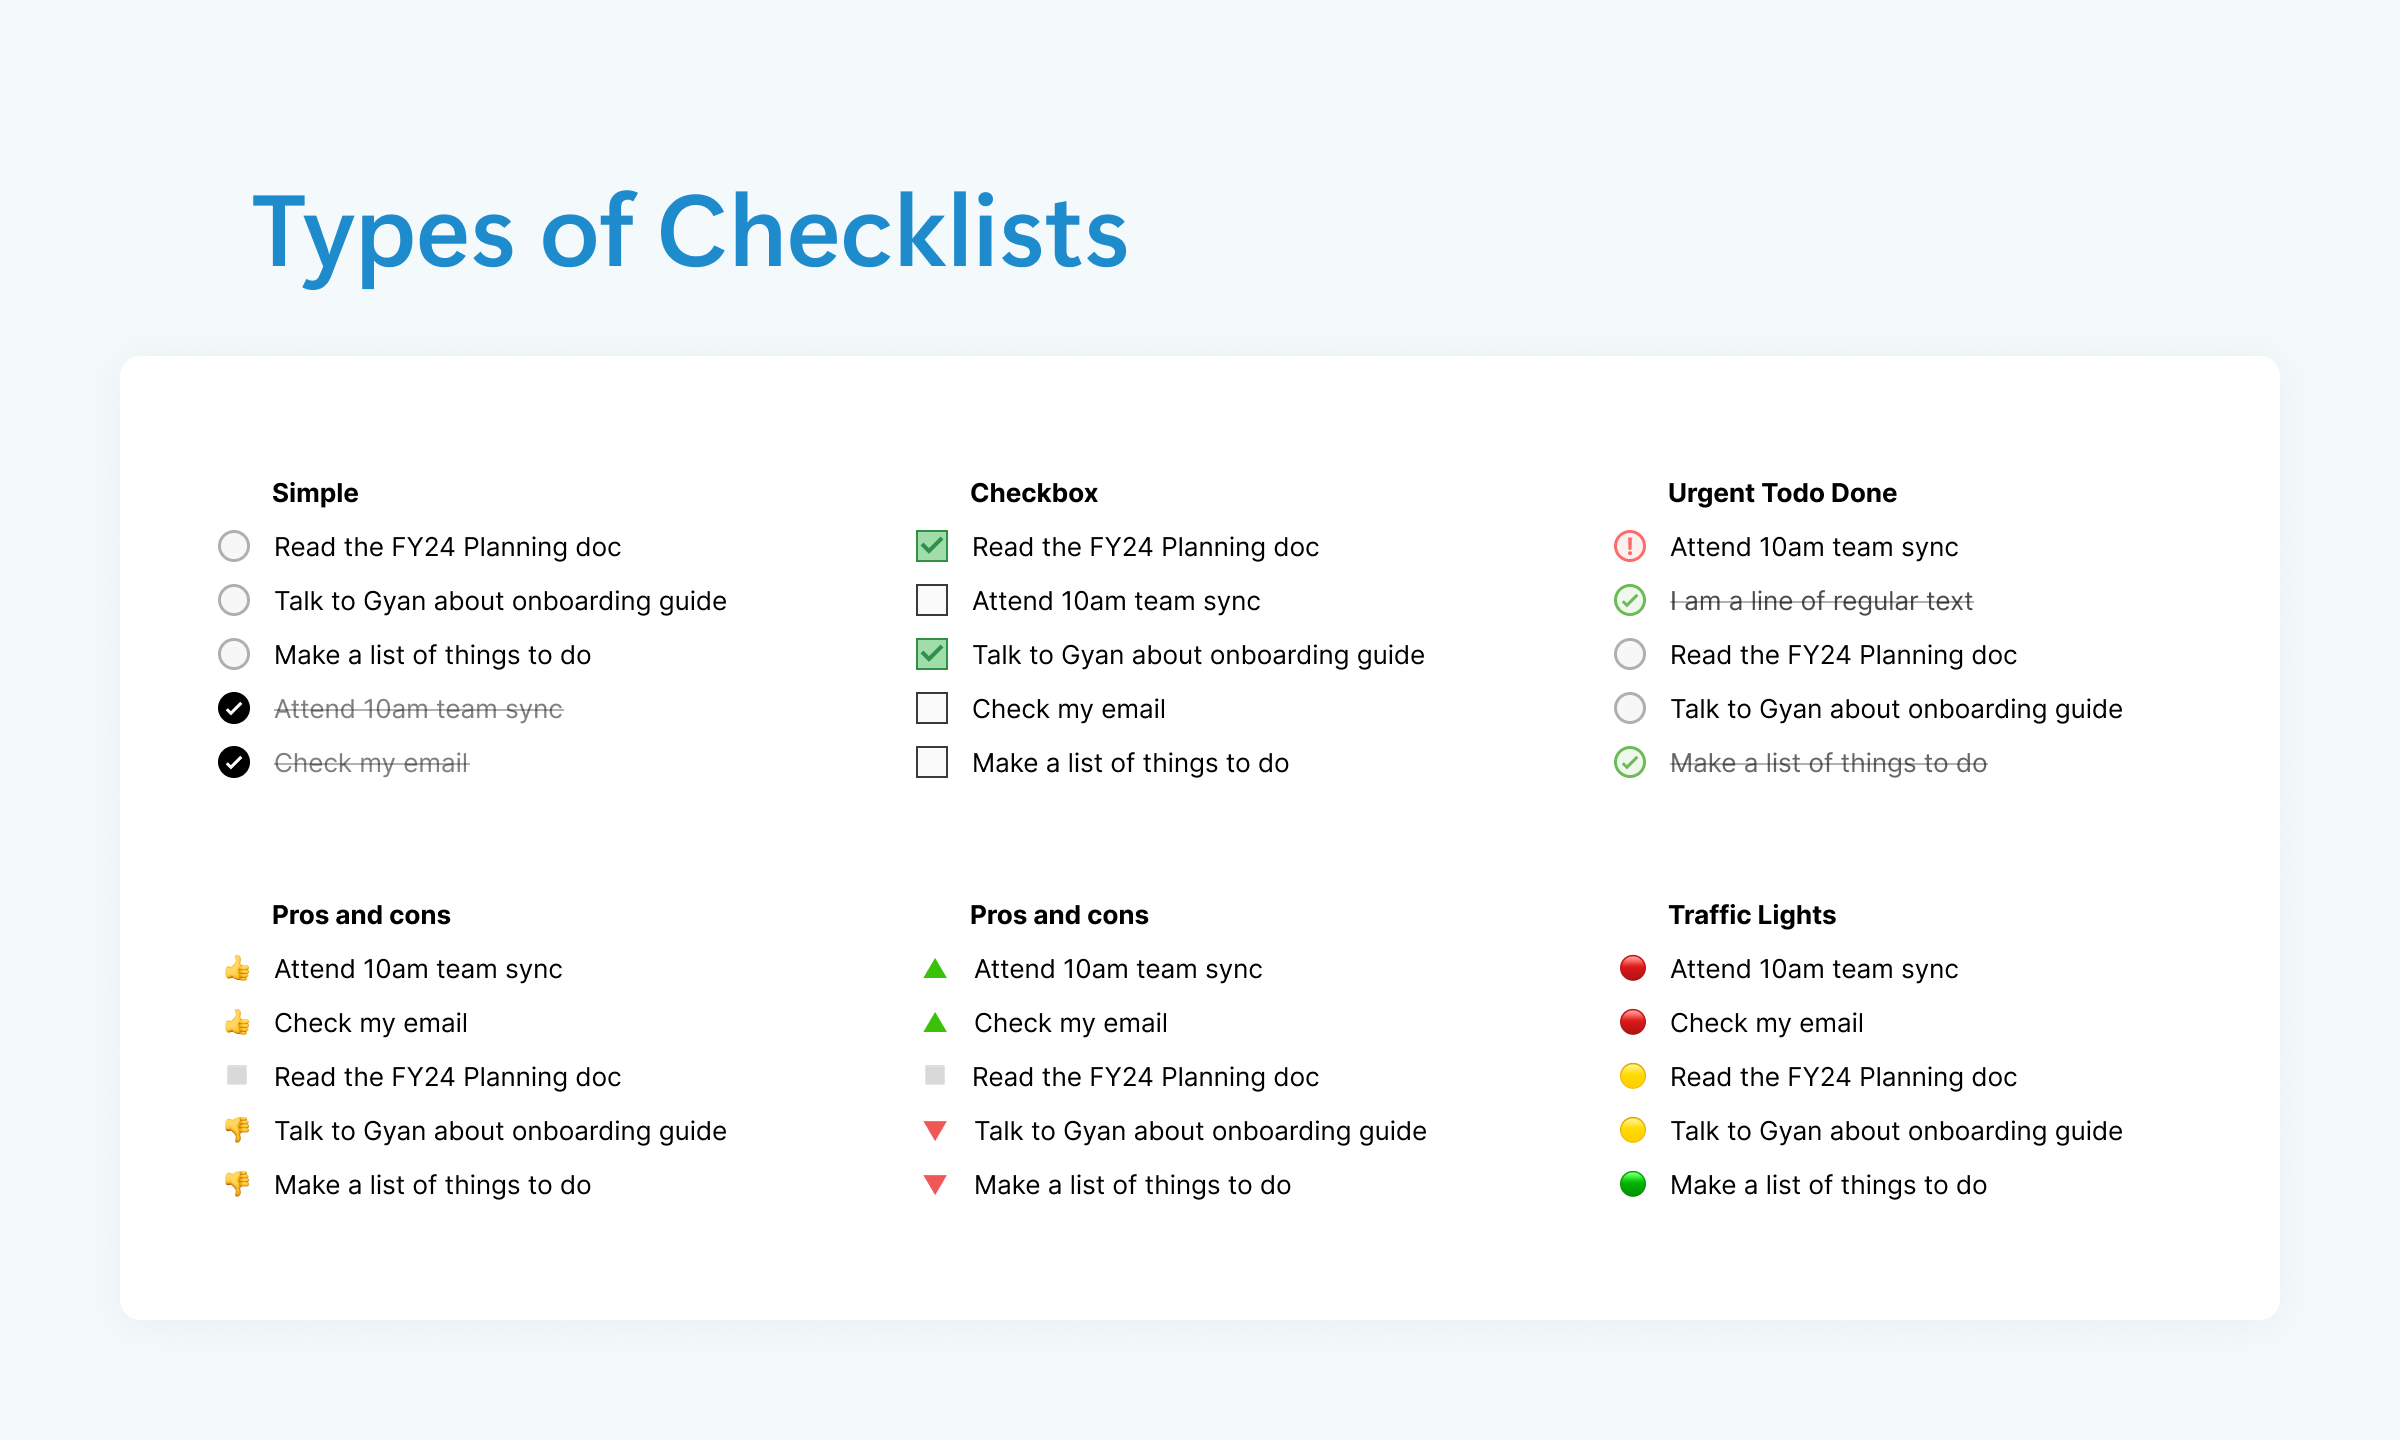 Types of Checklists
Simple
Read the FY24 Planning doc
Talk to Gyan about onboarding guide
Make a list of things to do
Attend 10am team sync
Check my email
Checkbox
Read the FY24 Planning doc
Attend 10am team sync
Talk to Gyan about onboarding guide
Check my email
Make a list of things to do
Urgent Todo Done
Attend 10am team sync
I am a line of regular text
Read the FY24 Planning doc
Talk to Gyan about onboarding guide
Make a list of things to do
Pros and cons
Attend 10am team sync
Check my email
Read the FY24 Planning doc
Talk to Gyan about onboarding guide
Make a list of things to do
Pros and cons
Attend 10am team sync
Check my email
Read the FY24 Planning doc
Talk to Gyan about onboarding guide
Make a list of things to do
Traffic Lights
Attend 10am team sync
Check my email
Read the FY24 Planning doc
Talk to Gyan about onboarding guide
Make a list of things to do